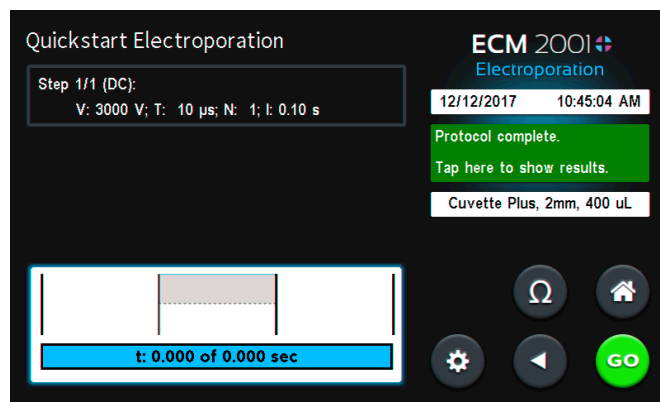 Quickstart Electroporation
Step 1/1 (DC):
V: 3000 V; T: 10 µs; N: 1; I: 0.10 s
t: 0.000 of 0.000 sec
ECM 2001
Electroporation
12/12/2017 10:45:04 AM
Protocol complete.
Tap here to show results.
Cuvette Plus, 2mm, 400 uL
Ω
GO